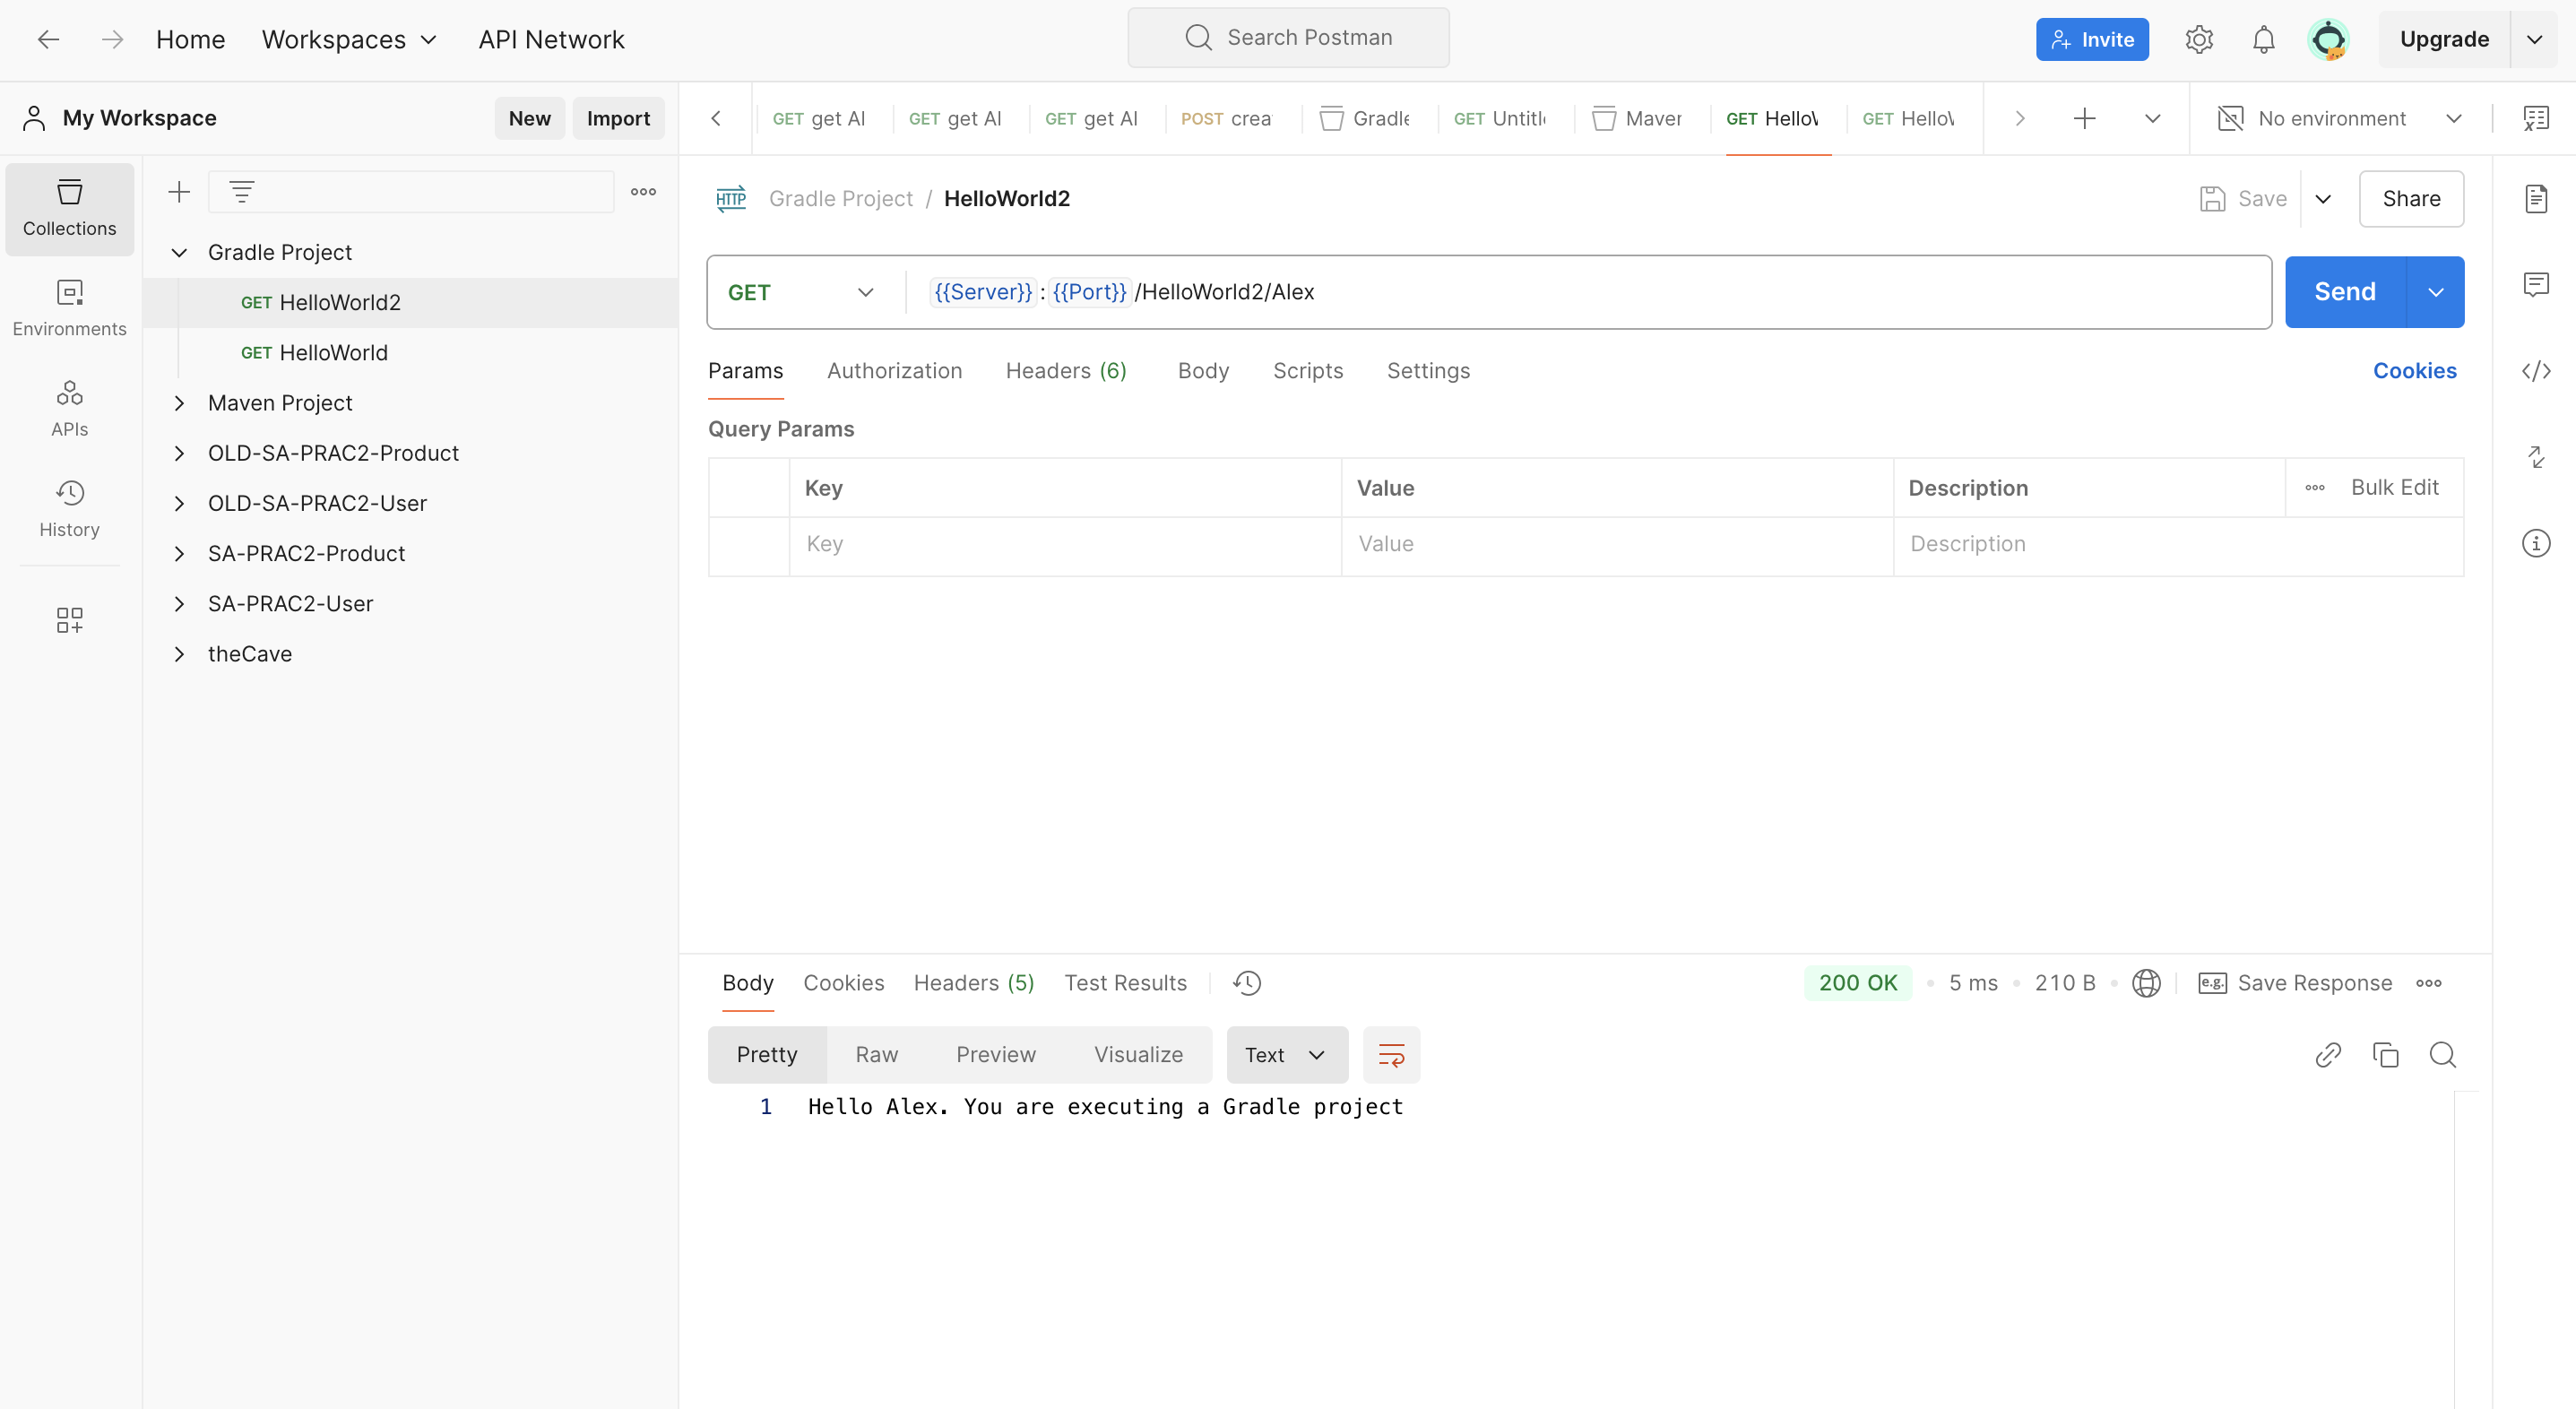 Home Workspaces API Network Search Postman Invite Upgrade
My Workspace New Import
GET get Al GET get Al GET get Al POST crea Gradle GET Untitl Maven GET HelloW GET HelloW No environment
Collections
Environments
APIs
History
Gradle Project
GET HelloWorld2
GET HelloWorld
Maven Project
OLD-SA-PRAC2-Product
OLD-SA-PRAC2-User
SA-PRAC2-Product
SA-PRAC2-User
theCave
HTTP Gradle Project / HelloWorld2 Save Share
GET {{Server}}:{{Port}}/HelloWorld2/Alex Send
Params Authorization Headers (6) Body Scripts Settings Cookies
Query Params
Key Value Description Bulk Edit
Key Value Description
Body Cookies Headers (5) Test Results 200 OK • 5 ms • 210 B • e.g. Save Response
Pretty Raw Preview Visualize Text
1 Hello Alex. You are executing a Gradle project